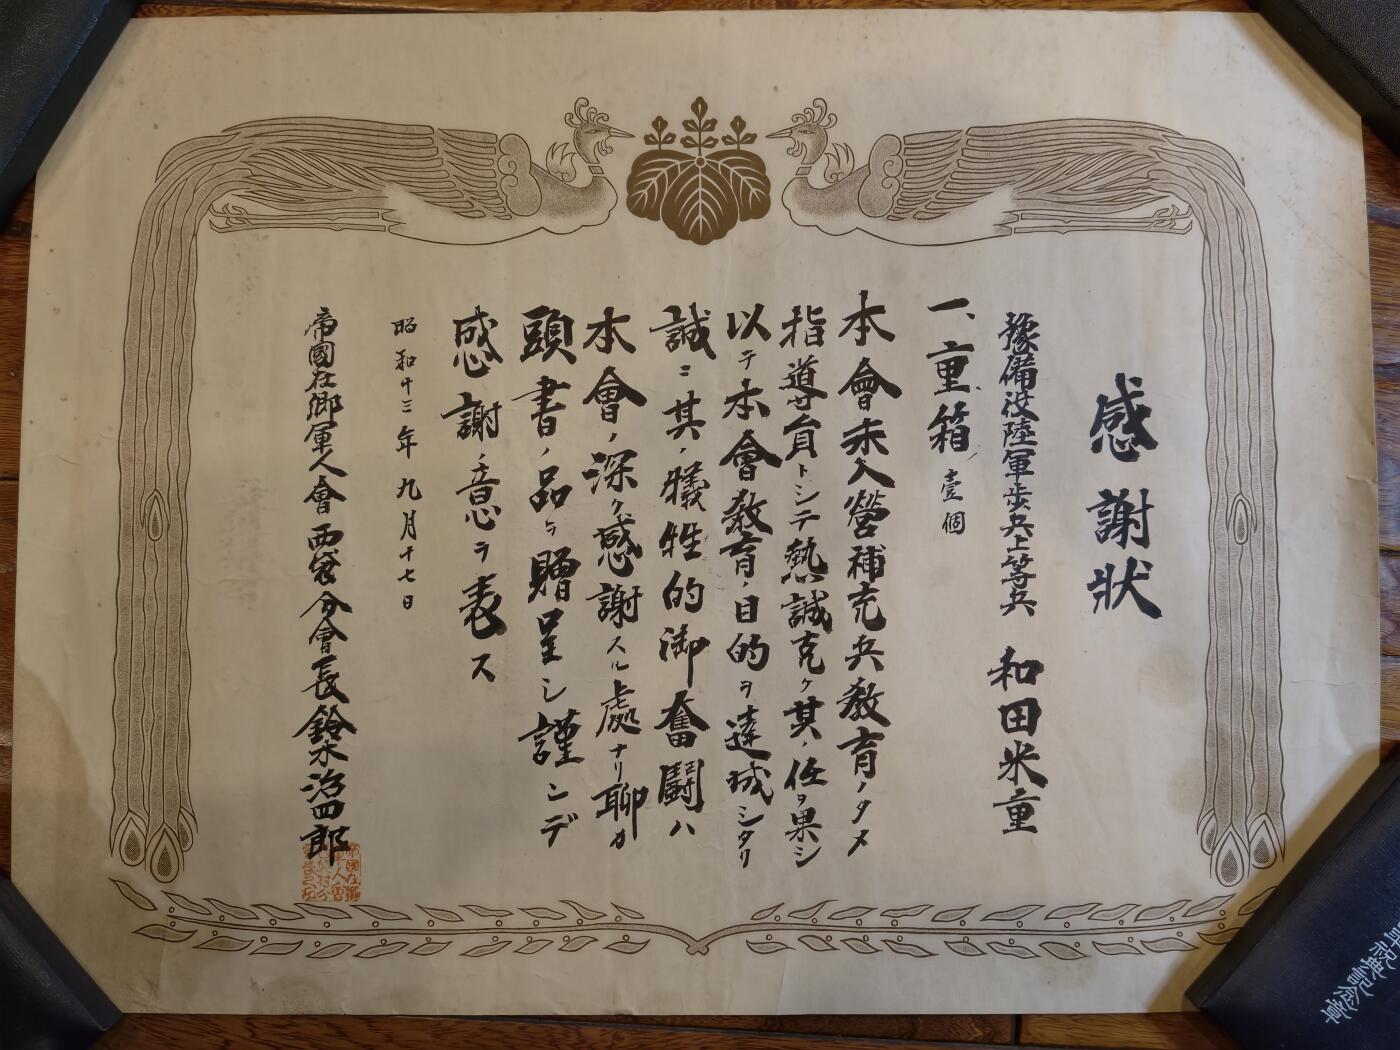 感謝狀
豫備役陸軍歩兵上等兵 和田米重
一、重箱 壹個
本會未入營補充兵教育ノタメ
指導員トシテ熱誠克ク其ノ任ヲ果シ
以テ本會教育ノ目的ヲ達城シタリ
誠ニ其ノ犠牲的御奮闘ハ
本會ノ深ク感謝スル處ナリ聊カ
頭書ノ品ヲ贈呈シ謹ンデ
感謝ノ意ヲ表ス
昭和十三年九月十七日
帝國在郷軍人會西袋分會長鈴木治四郎